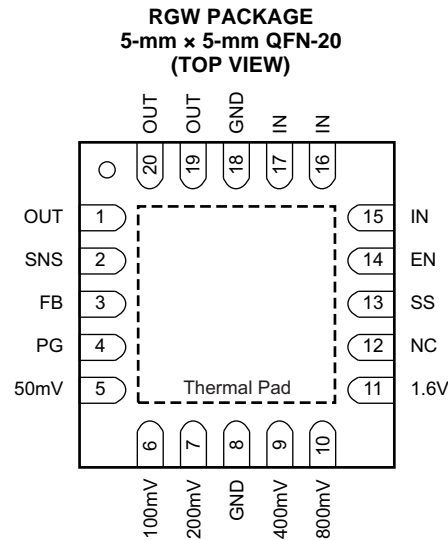 RGW PACKAGE
5-mm × 5-mm QFN-20
(TOP VIEW)
OUT
OUT
GND
IN
IN
20
19
18
17
16
OUT 1
15 IN
SNS 2
14 EN
FB 3
13 SS
PG 4
12 NC
50mV 5
11 1.6V
Thermal Pad
6
7
8
9
10
100mV
200mV
GND
400mV
800mV